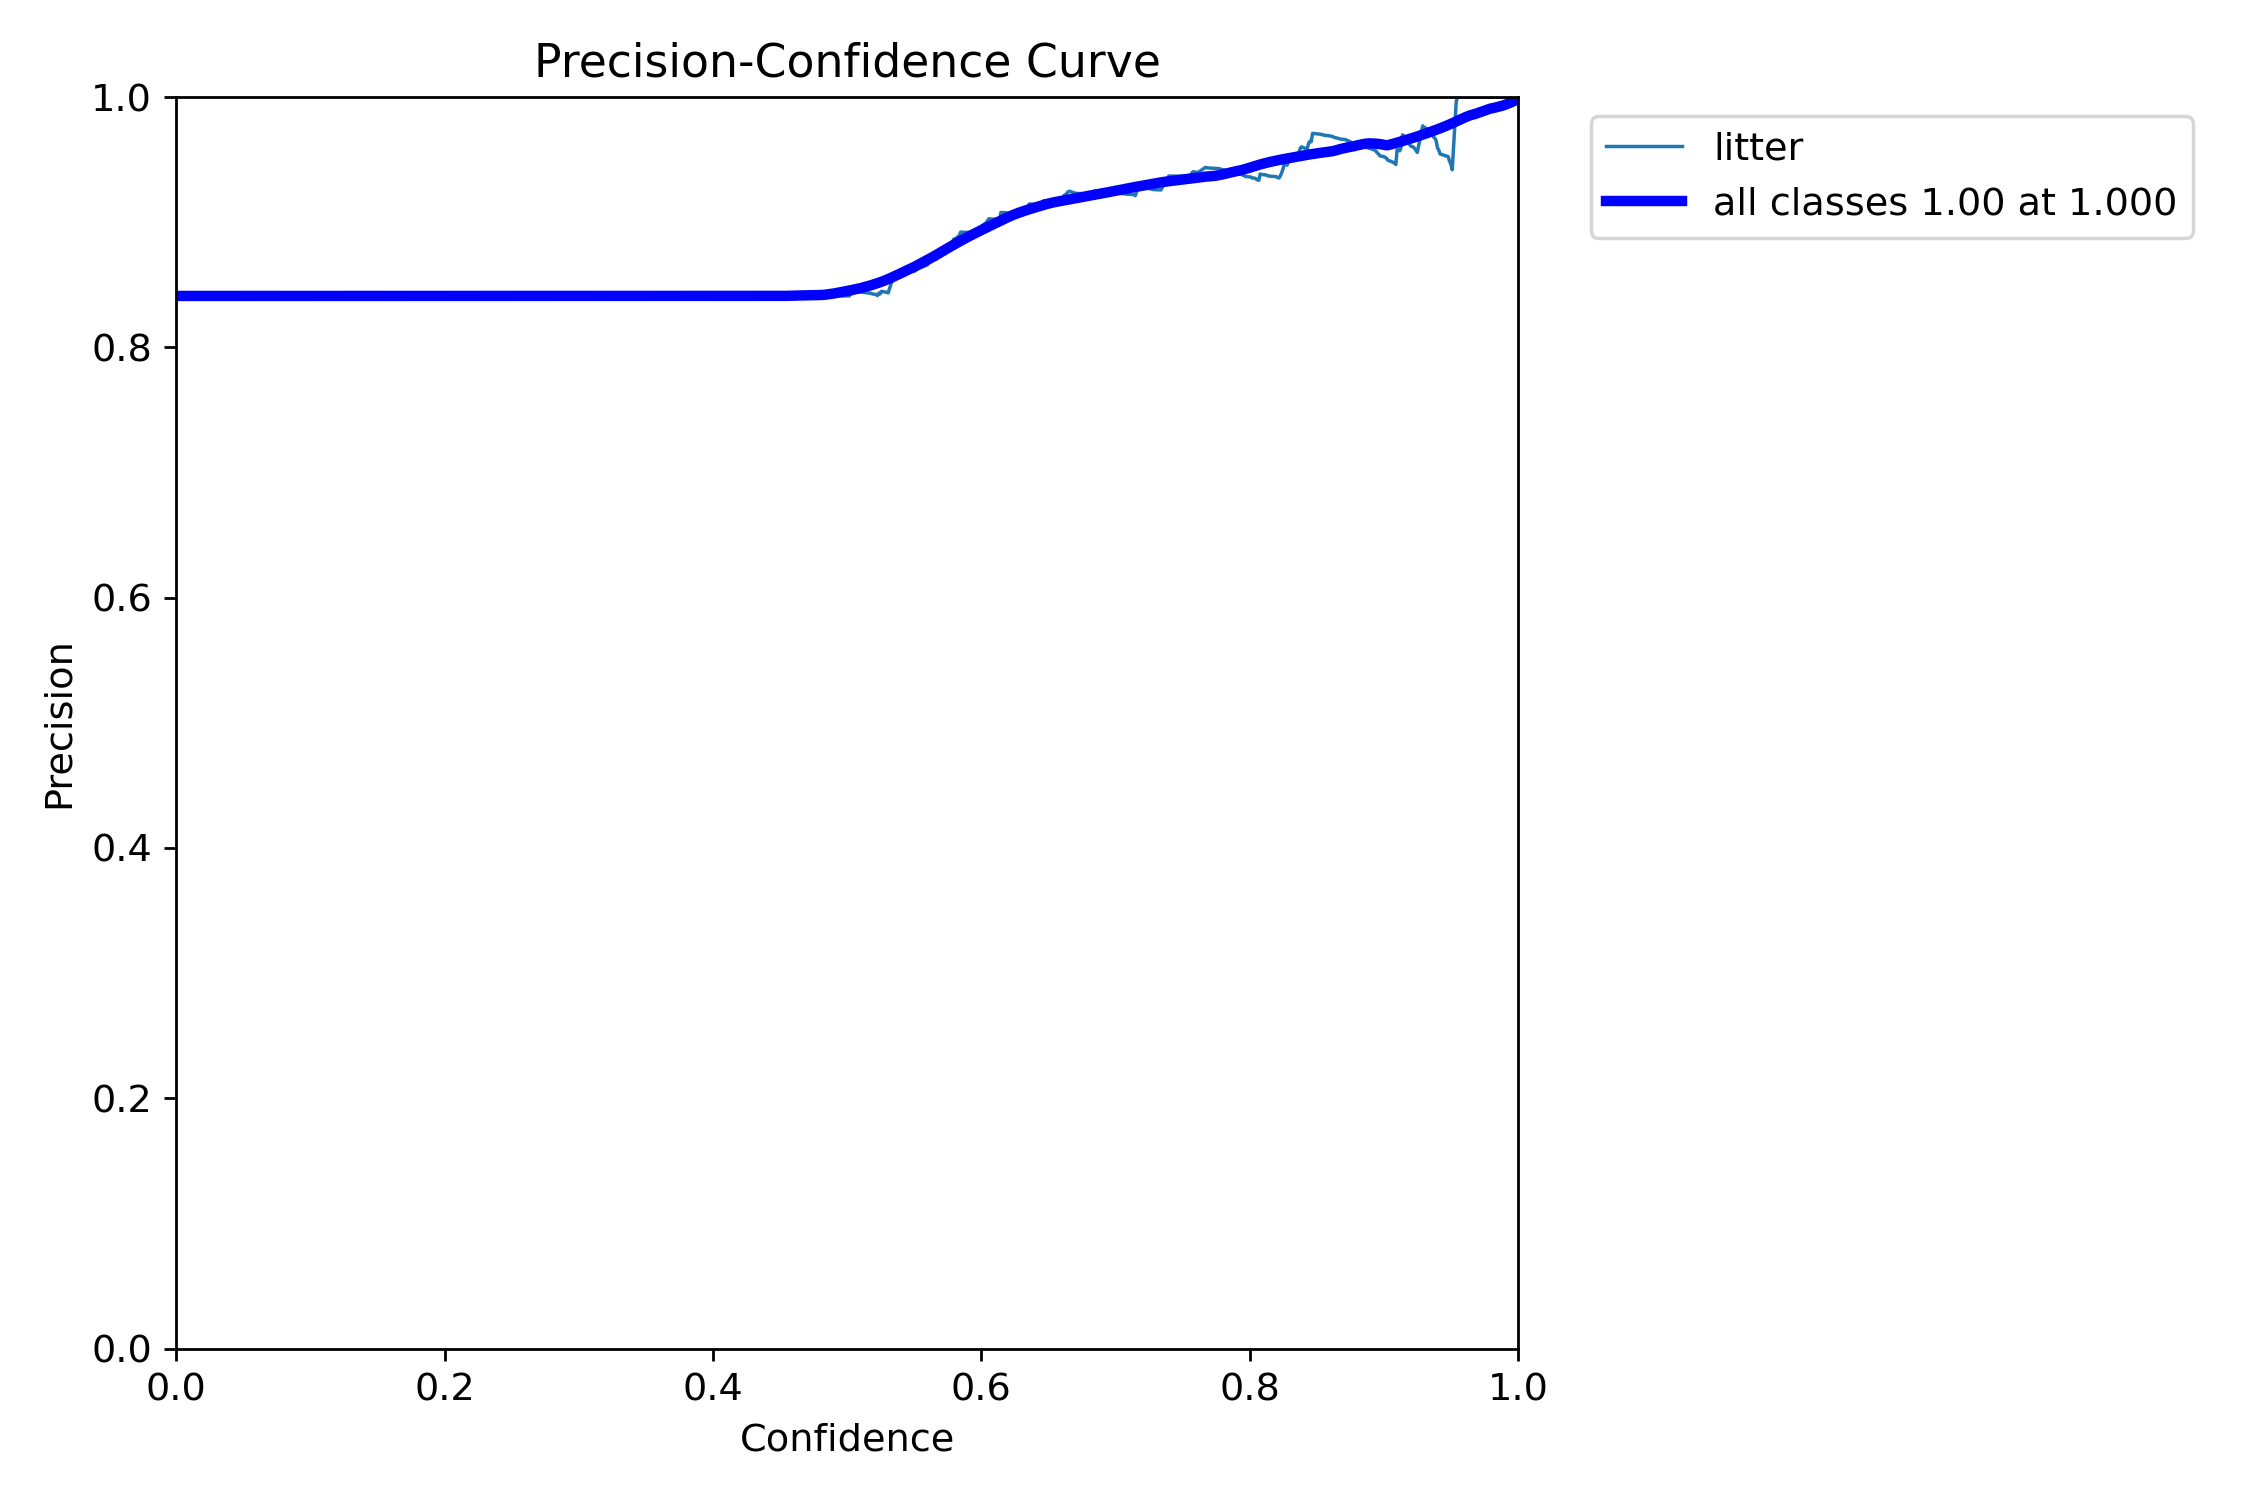 Precision-Confidence Curve
1.0
0.8
0.6
0.4
0.2
0.0
Precision
0.0 0.2 0.4 0.6 0.8 1.0
Confidence
litter
all classes 1.00 at 1.000